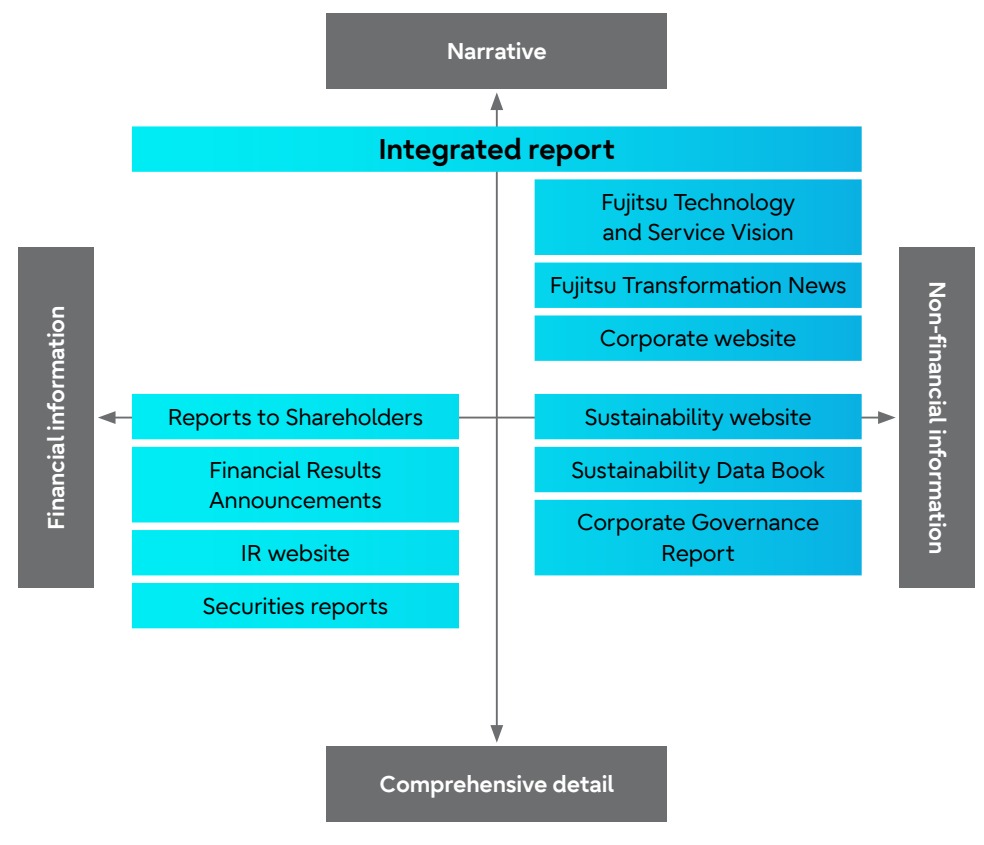 Narrative
Integrated report
Fujitsu Technology
and Service Vision
Fujitsu Transformation News
Corporate website
Financial information
Non-financial information
Reports to Shareholders
Sustainability website
Financial Results
Announcements
Sustainability Data Book
IR website
Corporate Governance
Report
Securities reports
Comprehensive detail